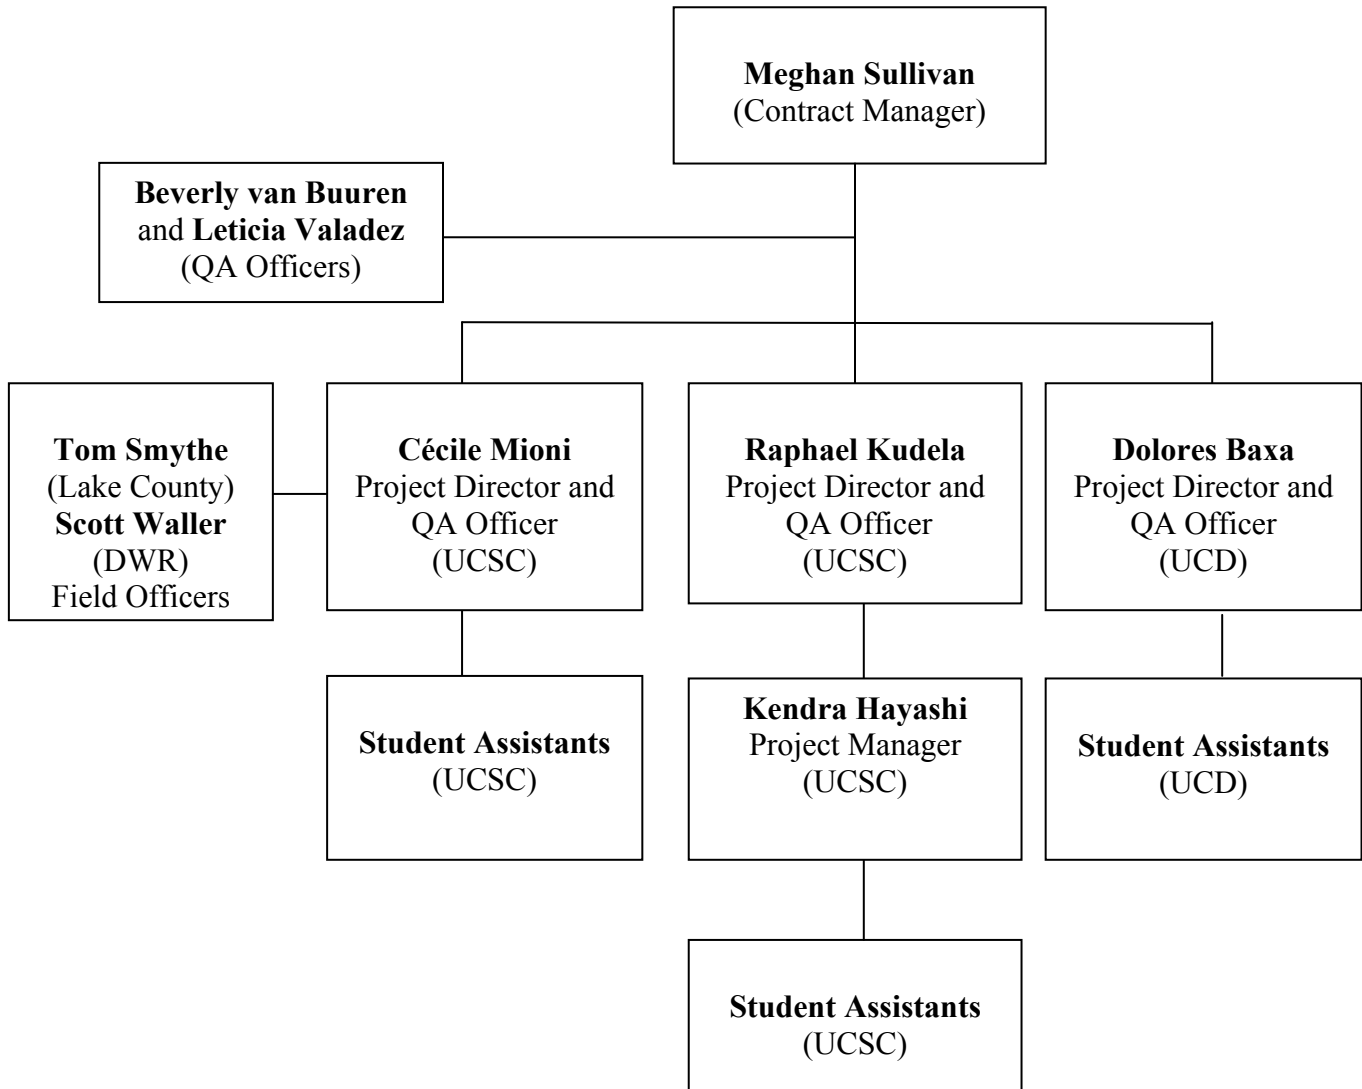 Meghan Sullivan
(Contract Manager)
Beverly van Buuren
and Leticia Valadez
(QA Officers)
Tom Smythe
(Lake County)
Scott Waller
(DWR)
Field Officers
Cécile Mioni
Project Director and
QA Officer
(UCSC)
Raphael Kudela
Project Director and
QA Officer
(UCSC)
Dolores Baxa
Project Director and
QA Officer
(UCD)
Student Assistants
(UCSC)
Kendra Hayashi
Project Manager
(UCSC)
Student Assistants
(UCD)
Student Assistants
(UCSC)